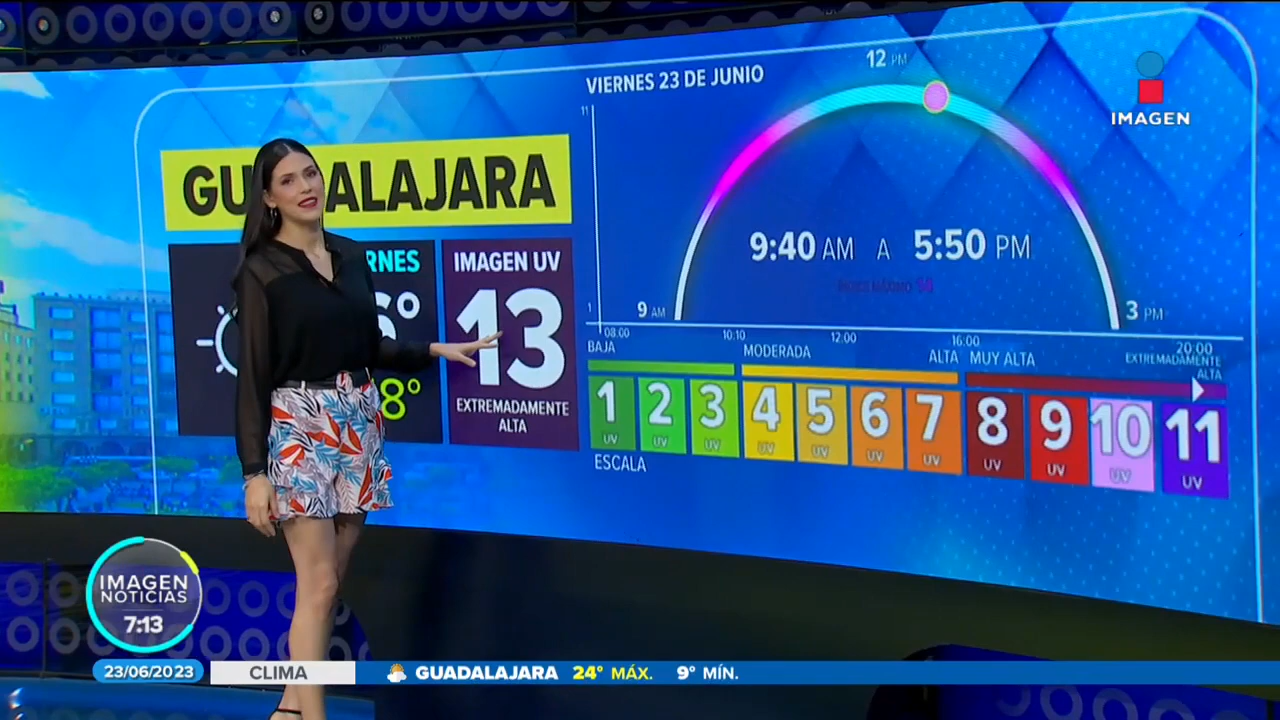 VIERNES 23 DE JUNIO
12 PM
IMAGEN
11
GU ALAJARA
RNES
6°
8°
IMAGEN UV
13
EXTREMADAMENTE
ALTA
9:40 AM A 5:50 PM
1
9 AM
3 PM
08:00 10:10 12:00 16:00 20:00
BAJA MODERADA ALTA MUY ALTA EXTREMADAMENTE ALTA
1 2 3 4 5 6 7 8 9 10 11
UV UV UV UV UV UV UV UV UV UV UV
ESCALA
IMAGEN
NOTICIAS
7:13
23/06/2023 CLIMA GUADALAJARA 24° MÁX. 9° MÍN.